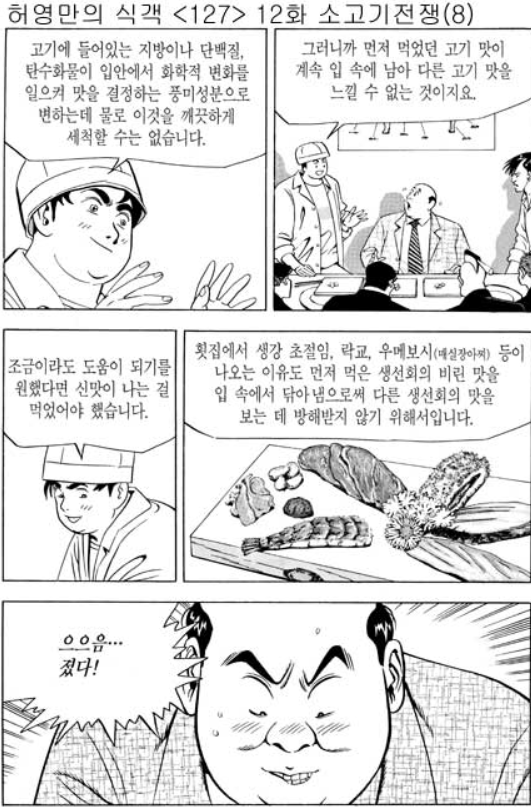 허영만의 식객 <127> 12화 소고기전쟁(8)
고기에 들어있는 지방이나 단백질,
탄수화물이 입안에서 화학적 변화를
일으켜 맛을 결정하는 풍미성분으로
변하는데 물로 이것을 깨끗하게
세척할 수는 없습니다.
그러니까 먼저 먹었던 고기 맛이
계속 입 속에 남아 다른 고기 맛을
느낄 수 없는 것이지요.
조금이라도 도움이 되기를
원했다면 신맛이 나는 걸
먹었어야 했습니다.
횟집에서 생강 초절임, 락교, 우메보시(매실장아찌) 등이
나오는 이유도 먼저 먹은 생선회의 비린 맛을
입 속에서 닦아냄으로써 다른 생선회의 맛을
보는 데 방해받지 않기 위해서입니다.
으으음…
졌다!